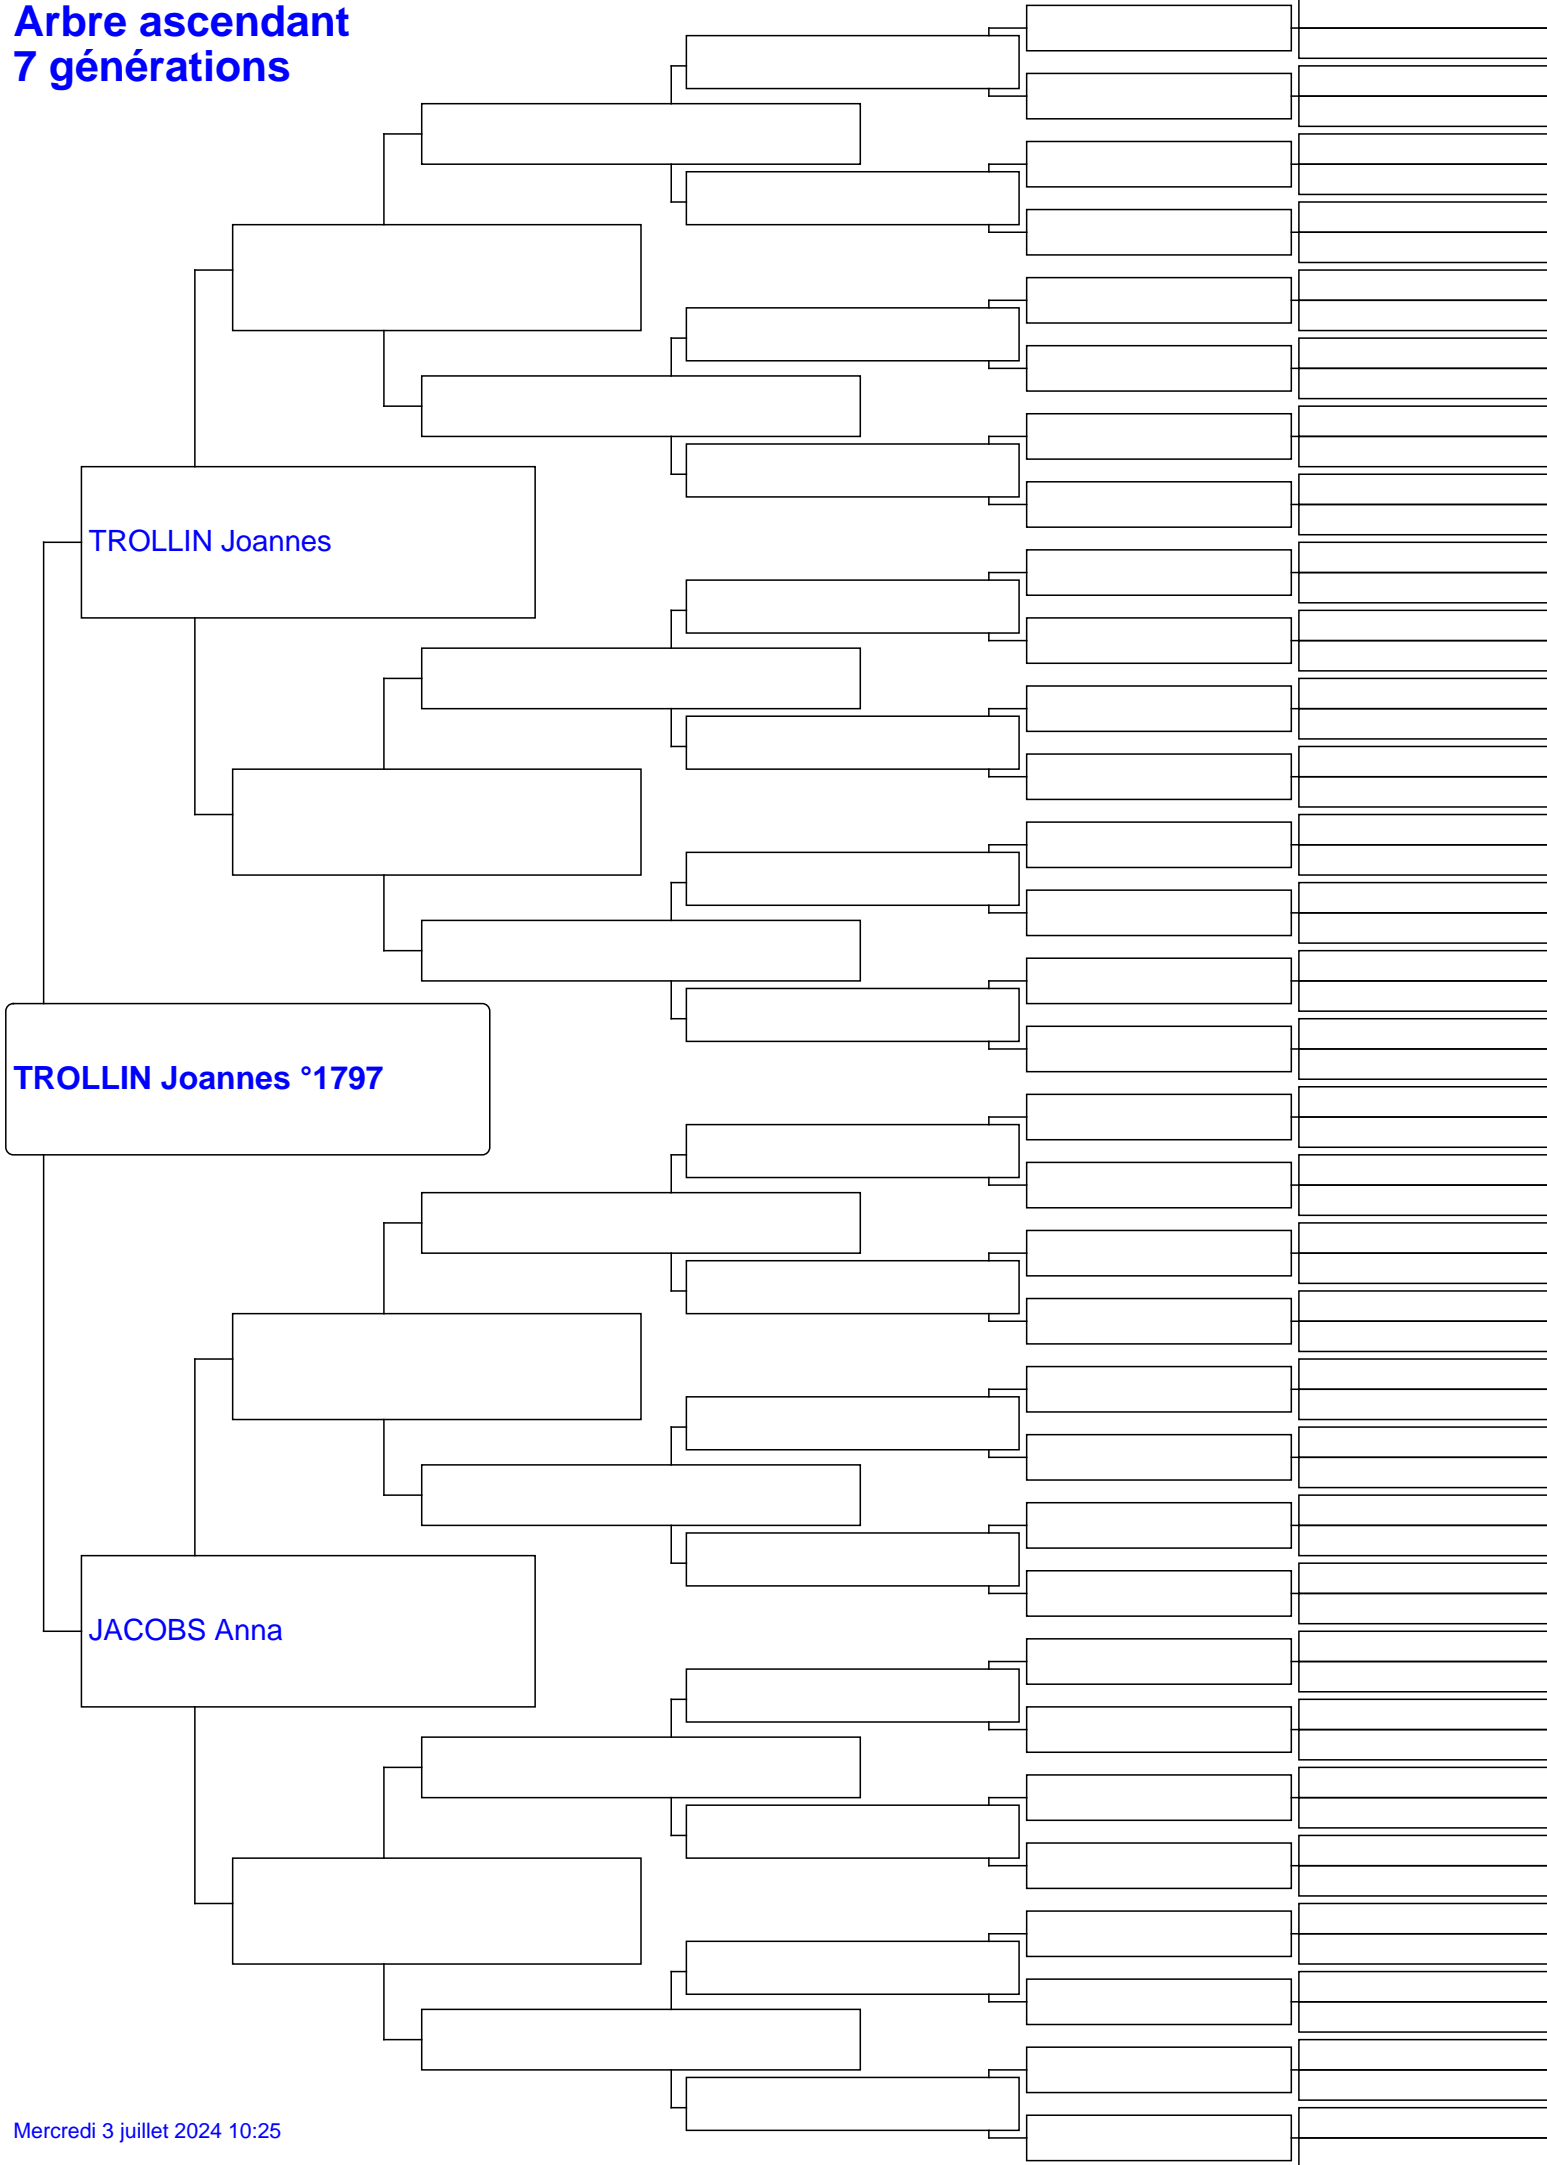 Arbre ascendant
7 générations
TROLLIN Joannes
TROLLIN Joannes °1797
JACOBS Anna
Mercredi 3 juillet 2024 10:25